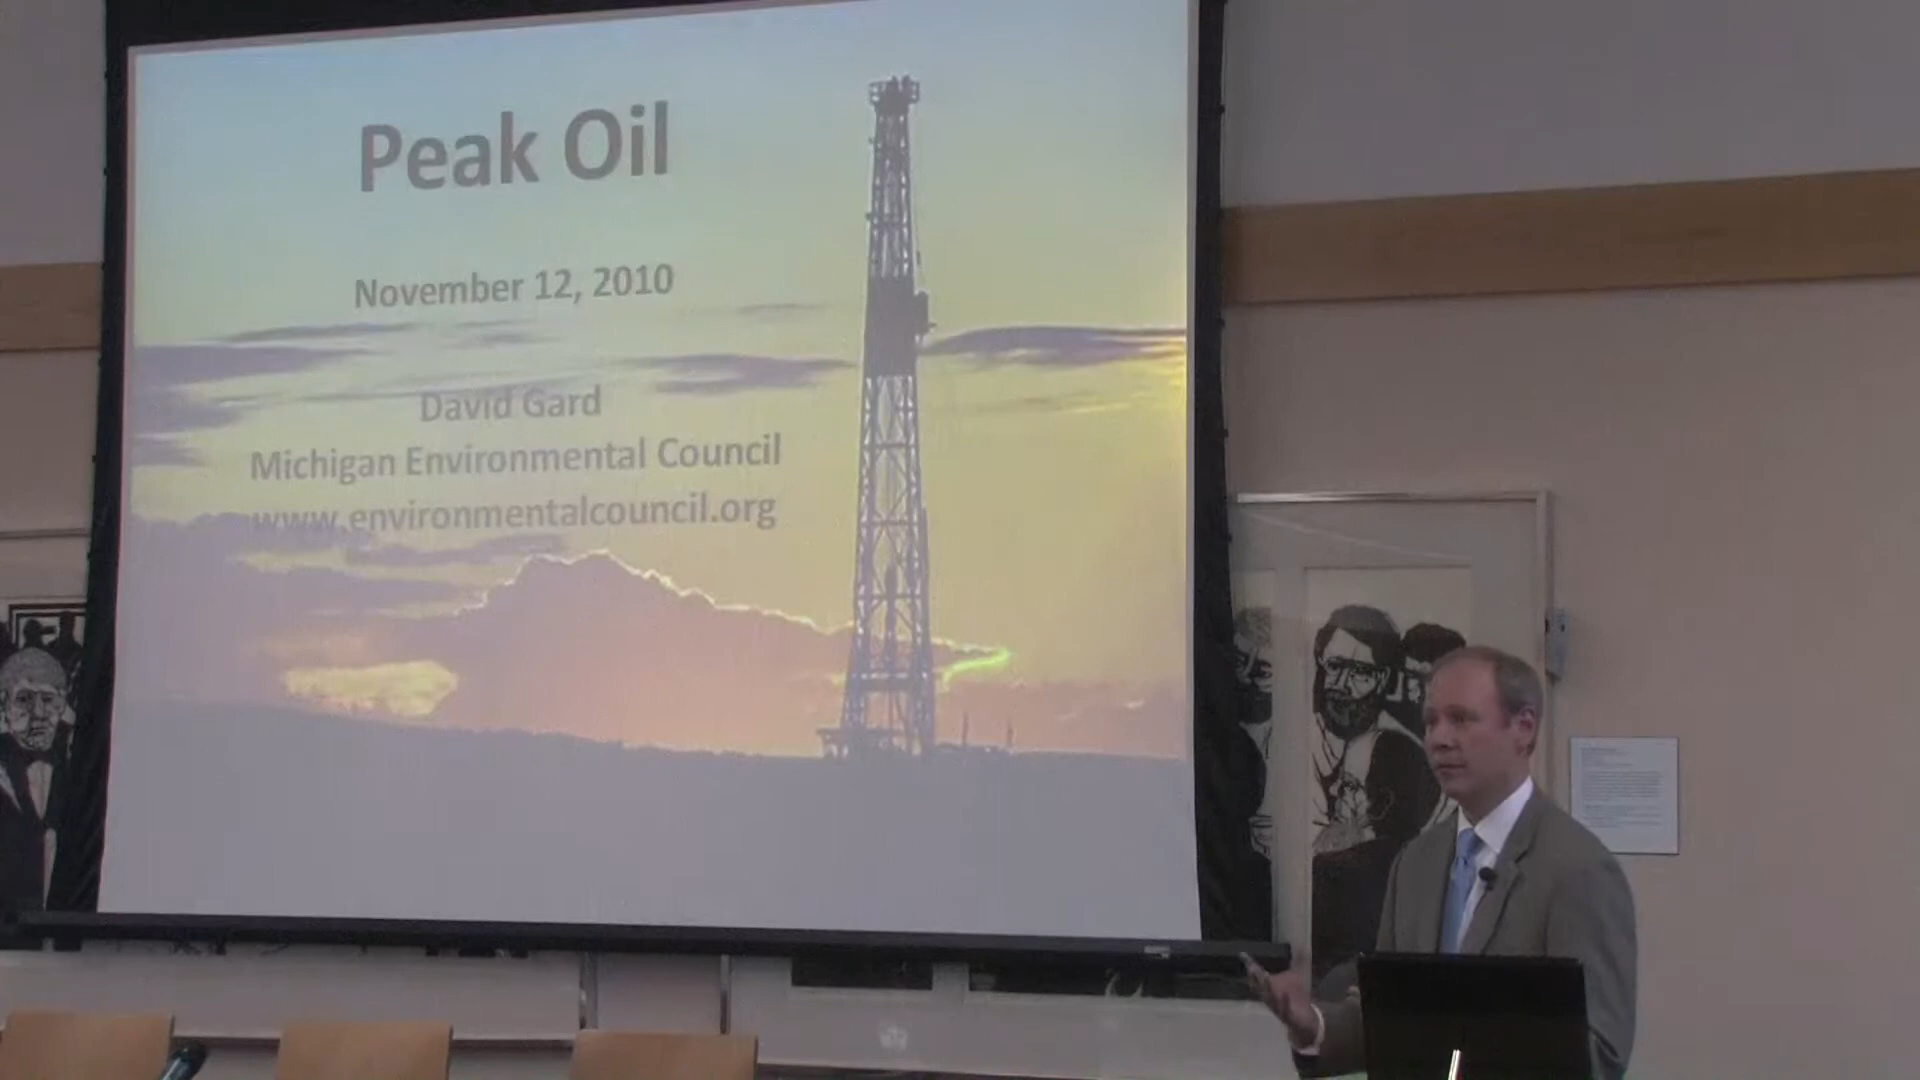 Peak Oil
November 12, 2010
David Gard
Michigan Environmental Council
www.environmentalcouncil.org